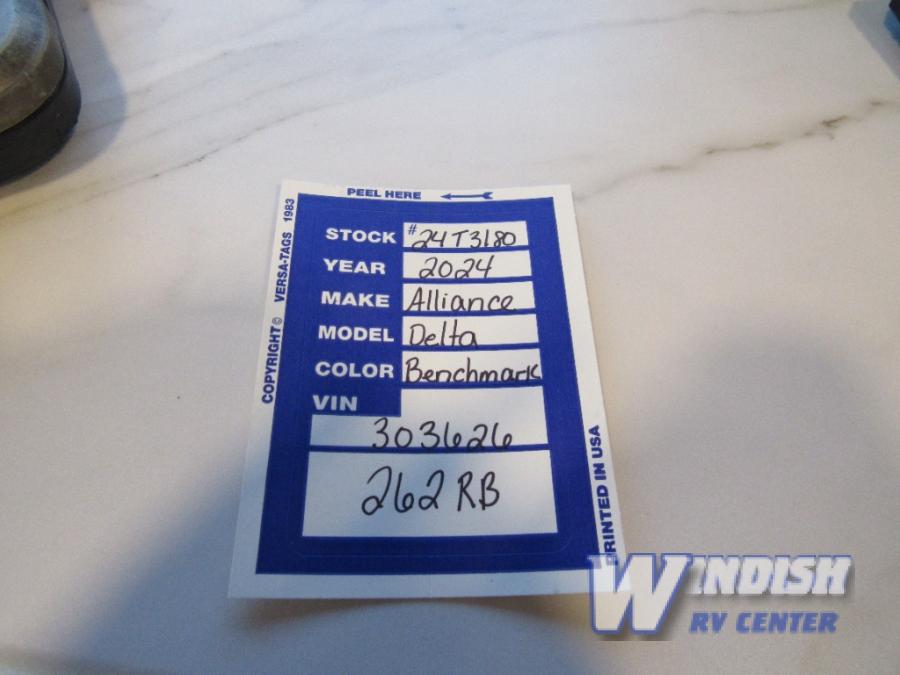 PEEL HERE
COPYRIGHT© VERSA-TAGS 1983
STOCK #24T3180
YEAR 2024
MAKE Alliance
MODEL Delta
COLOR Benchmark
VIN
303626
262 RB
PRINTED IN USA
WINDISH
RV CENTER